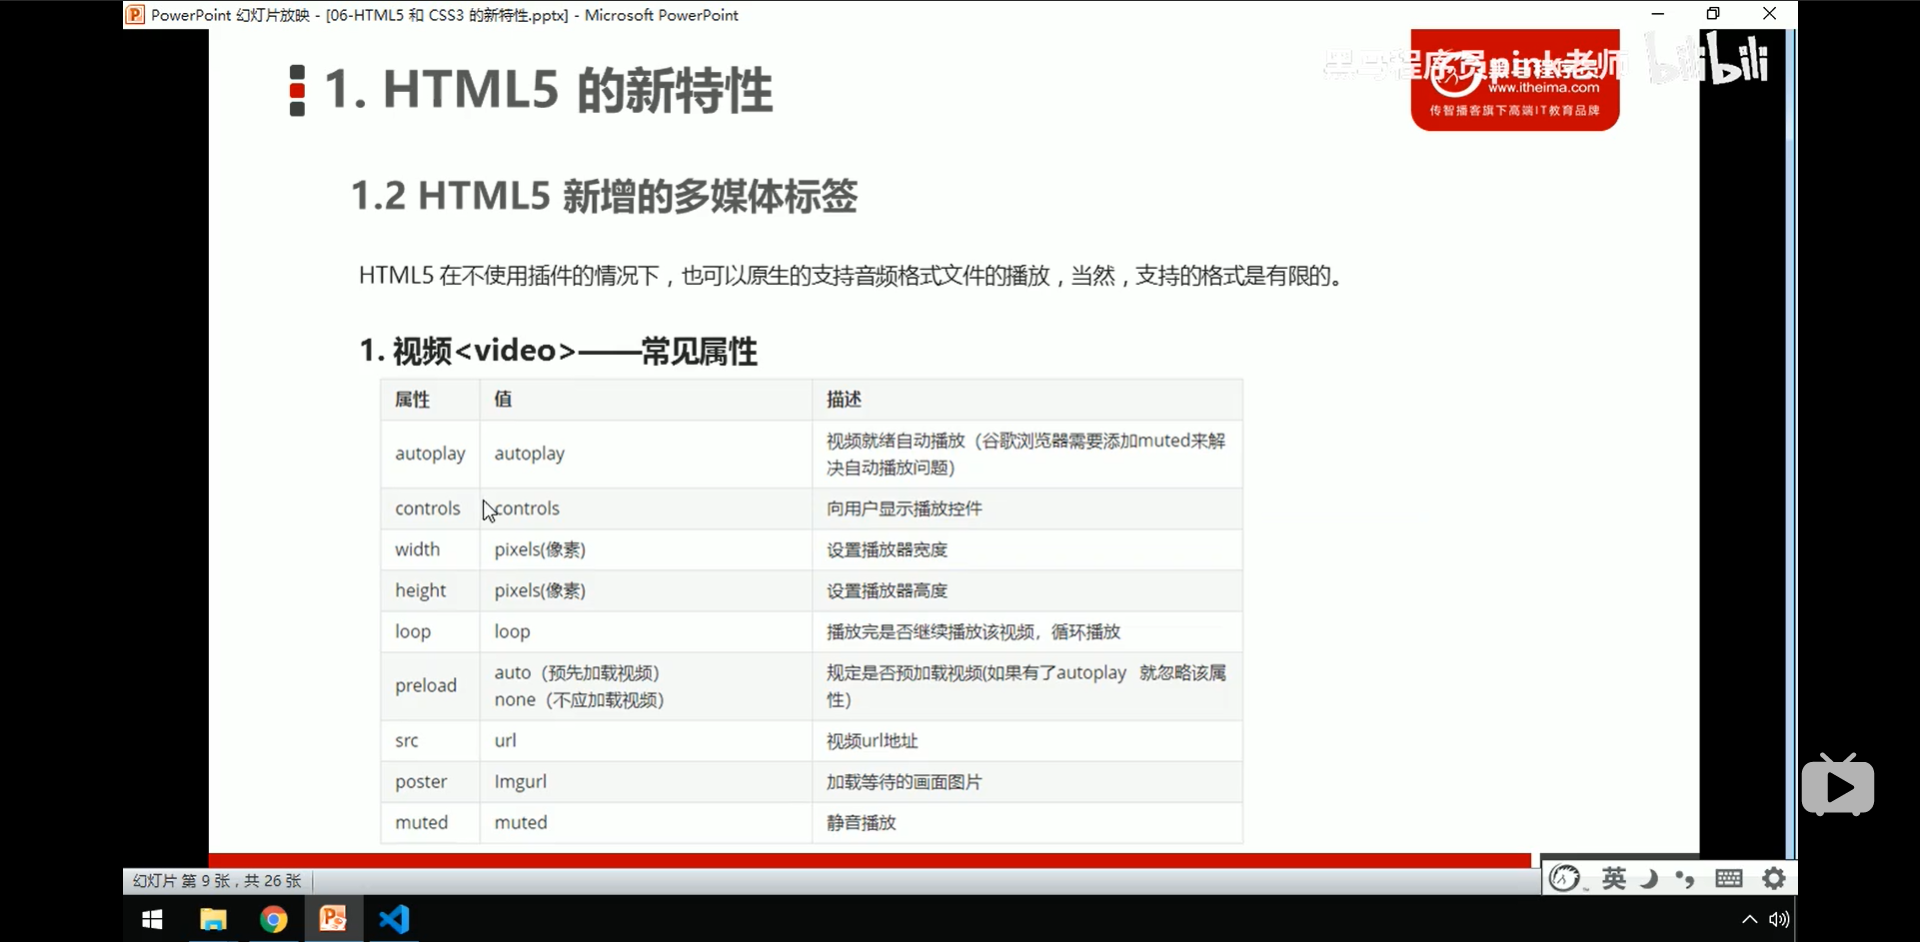 PowerPoint 幻灯片放映 - [06-HTML5 和 CSS3 的新特性.pptx] - Microsoft PowerPoint
黑马程序员pink老师
bilibili
www.itheima.com
传智播客旗下高端IT教育品牌
1. HTML5 的新特性
1.2 HTML5 新增的多媒体标签
HTML5 在不使用插件的情况下，也可以原生的支持音频格式文件的播放，当然，支持的格式是有限的。
1. 视频<video>——常见属性
属性 值 描述
autoplay autoplay 视频就绪自动播放（谷歌浏览器需要添加muted来解
决自动播放问题）
controls controls 向用户显示播放控件
width pixels(像素) 设置播放器宽度
height pixels(像素) 设置播放器高度
loop loop 播放完是否继续播放该视频，循环播放
preload auto（预先加载视频）
none（不应加载视频） 规定是否预加载视频(如果有了autoplay 就忽略该属
性）
src url 视频url地址
poster Imgurl 加载等待的画面图片
muted muted 静音播放
幻灯片 第 9 张，共 26 张
英